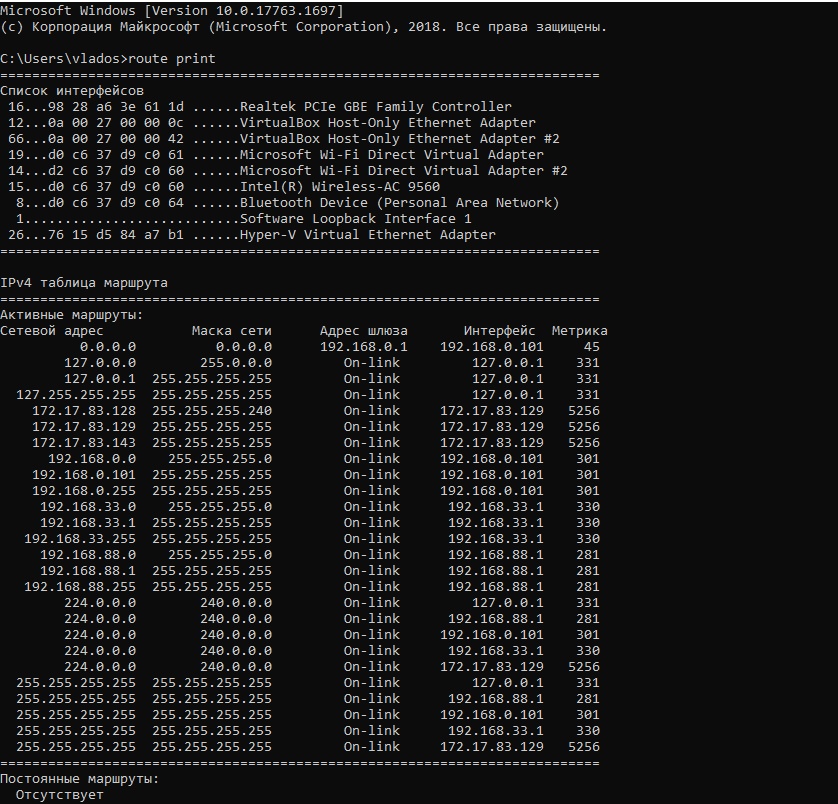 Microsoft Windows [Version 10.0.17763.1697]
(c) Корпорация Майкрософт (Microsoft Corporation), 2018. Все права защищены.
C:\Users\vlados>route print
===========================================================================
Список интерфейсов
 16...98 28 a6 3e 61 1d ......Realtek PCIe GBE Family Controller
 12...0a 00 27 00 00 0c ......VirtualBox Host-Only Ethernet Adapter
 66...0a 00 27 00 00 42 ......VirtualBox Host-Only Ethernet Adapter #2
 19...d0 c6 37 d9 c0 61 ......Microsoft Wi-Fi Direct Virtual Adapter
 14...d2 c6 37 d9 c0 60 ......Microsoft Wi-Fi Direct Virtual Adapter #2
 15...d0 c6 37 d9 c0 60 ......Intel(R) Wireless-AC 9560
  8...d0 c6 37 d9 c0 64 ......Bluetooth Device (Personal Area Network)
  1...........................Software Loopback Interface 1
 26...76 15 d5 84 a7 b1 ......Hyper-V Virtual Ethernet Adapter
===========================================================================
IPv4 таблица маршрута
===========================================================================
Активные маршруты:
Сетевой адрес           Маска сети      Адрес шлюза       Интерфейс  Метрика
          0.0.0.0          0.0.0.0      192.168.0.1    192.168.0.101     45
        127.0.0.0        255.0.0.0         On-link         127.0.0.1    331
        127.0.0.1  255.255.255.255         On-link         127.0.0.1    331
  127.255.255.255  255.255.255.255         On-link         127.0.0.1    331
    172.17.83.128  255.255.255.240         On-link     172.17.83.129   5256
    172.17.83.129  255.255.255.255         On-link     172.17.83.129   5256
    172.17.83.143  255.255.255.255         On-link     172.17.83.129   5256
      192.168.0.0    255.255.255.0         On-link     192.168.0.101    301
    192.168.0.101  255.255.255.255         On-link     192.168.0.101    301
    192.168.0.255  255.255.255.255         On-link     192.168.0.101    301
     192.168.33.0    255.255.255.0         On-link      192.168.33.1    330
     192.168.33.1  255.255.255.255         On-link      192.168.33.1    330
   192.168.33.255  255.255.255.255         On-link      192.168.33.1    330
     192.168.88.0    255.255.255.0         On-link      192.168.88.1    281
     192.168.88.1  255.255.255.255         On-link      192.168.88.1    281
   192.168.88.255  255.255.255.255         On-link      192.168.88.1    281
        224.0.0.0        240.0.0.0         On-link         127.0.0.1    331
        224.0.0.0        240.0.0.0         On-link      192.168.88.1    281
        224.0.0.0        240.0.0.0         On-link     192.168.0.101    301
        224.0.0.0        240.0.0.0         On-link      192.168.33.1    330
        224.0.0.0        240.0.0.0         On-link     172.17.83.129   5256
  255.255.255.255  255.255.255.255         On-link         127.0.0.1    331
  255.255.255.255  255.255.255.255         On-link      192.168.88.1    281
  255.255.255.255  255.255.255.255         On-link     192.168.0.101    301
  255.255.255.255  255.255.255.255         On-link      192.168.33.1    330
  255.255.255.255  255.255.255.255         On-link     172.17.83.129   5256
===========================================================================
Постоянные маршруты:
  Отсутствует